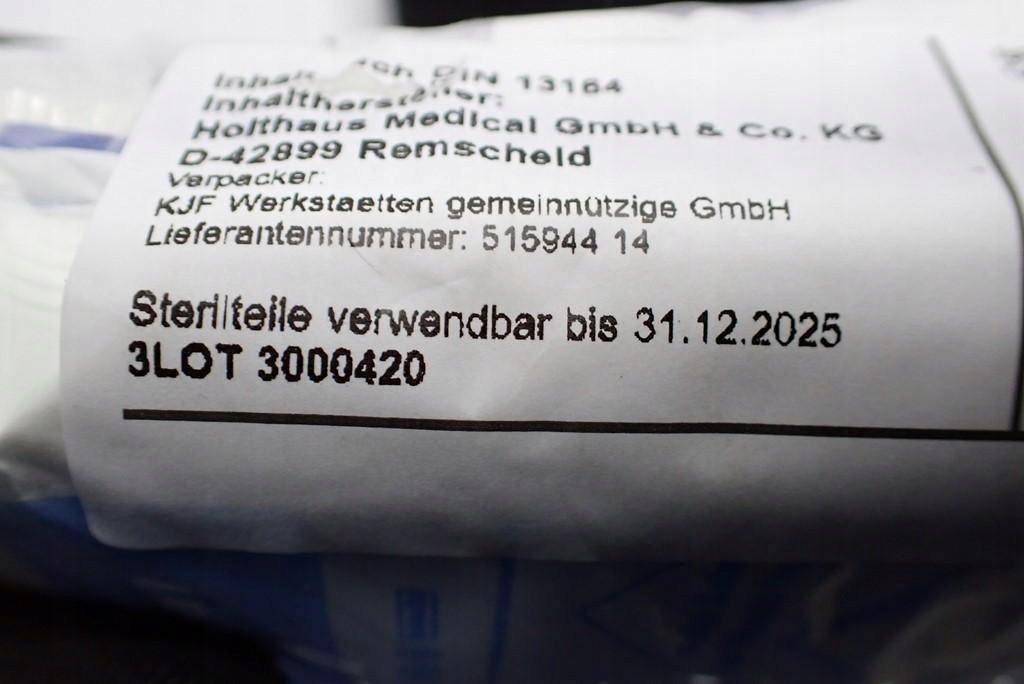 DIN 13164
Inhalthersteller:
Holthaus Medical GmbH & Co. KG
D-42899 Remscheid
Verpacker:
KJF Werkstaetten gemeinnützige GmbH
Lieferantennummer: 515944 14
Sterilteile verwendbar bis 31.12.2025
3LOT 3000420